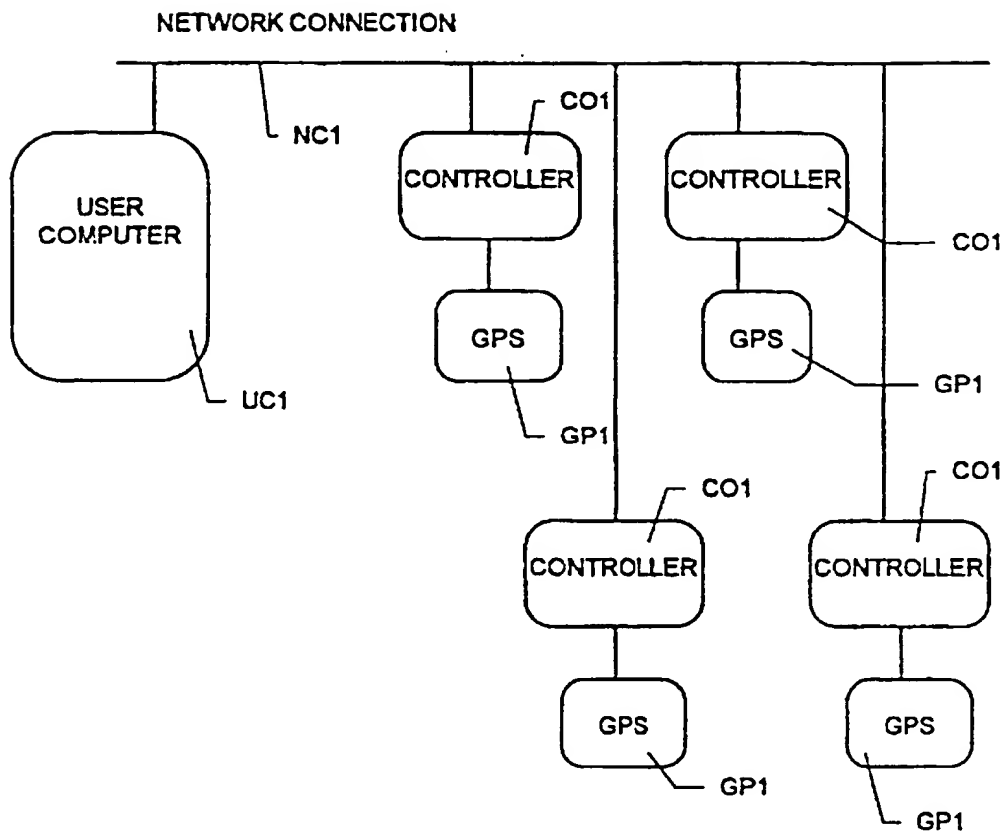 NETWORK CONNECTION
CO1
NC1
CONTROLLER
CONTROLLER
USER
COMPUTER
CO1
GPS
GPS
GP1
UC1
GP1
CO1
CO1
CONTROLLER
CONTROLLER
GPS
GPS
GP1
GP1